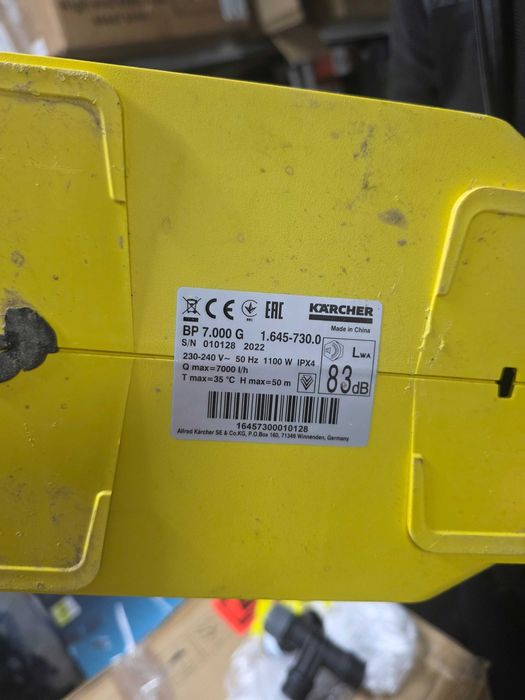 CE EAC KÄRCHER
Made in China
BP 7.000 G 1.645-730.0
S/N 010128 2022
230-240 V~ 50 Hz 1100 W IPX4
Q max=7000 l/h
T max=35 °C H max=50 m
LWA
83dB
16457300010128
Alfred Kärcher SE & Co.KG, P.O.Box 160, 71349 Winnenden, Germany